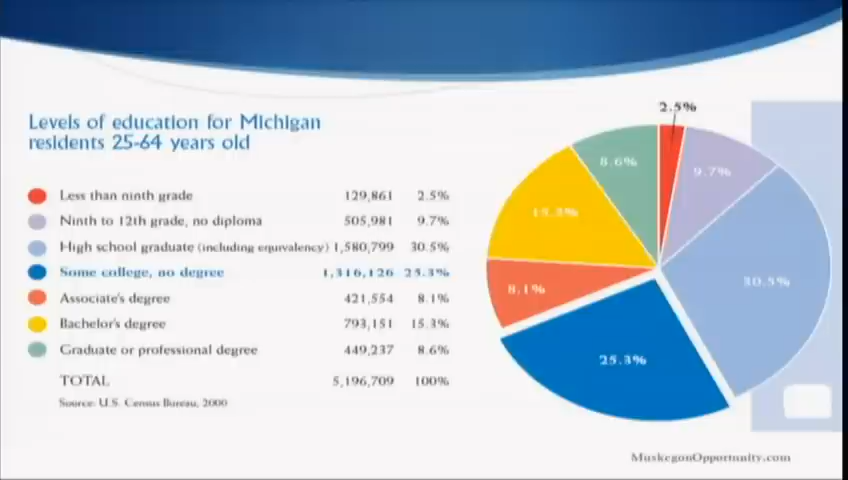 Levels of education for Michigan
residents 25-64 years old
Less than ninth grade 129,861 2.5%
Ninth to 12th grade, no diploma 505,981 9.7%
High school graduate (including equivalency) 1,580,799 30.5%
Some college, no degree 1,316,126 25.3%
Associate's degree 421,554 8.1%
Bachelor's degree 793,151 15.3%
Graduate or professional degree 449,237 8.6%
TOTAL 5,196,709 100%
Source: U.S. Census Bureau, 2000
2.5%
8.6%
9.7%
15.3%
8.1%
30.5%
25.3%
MuskegonOpportunity.com